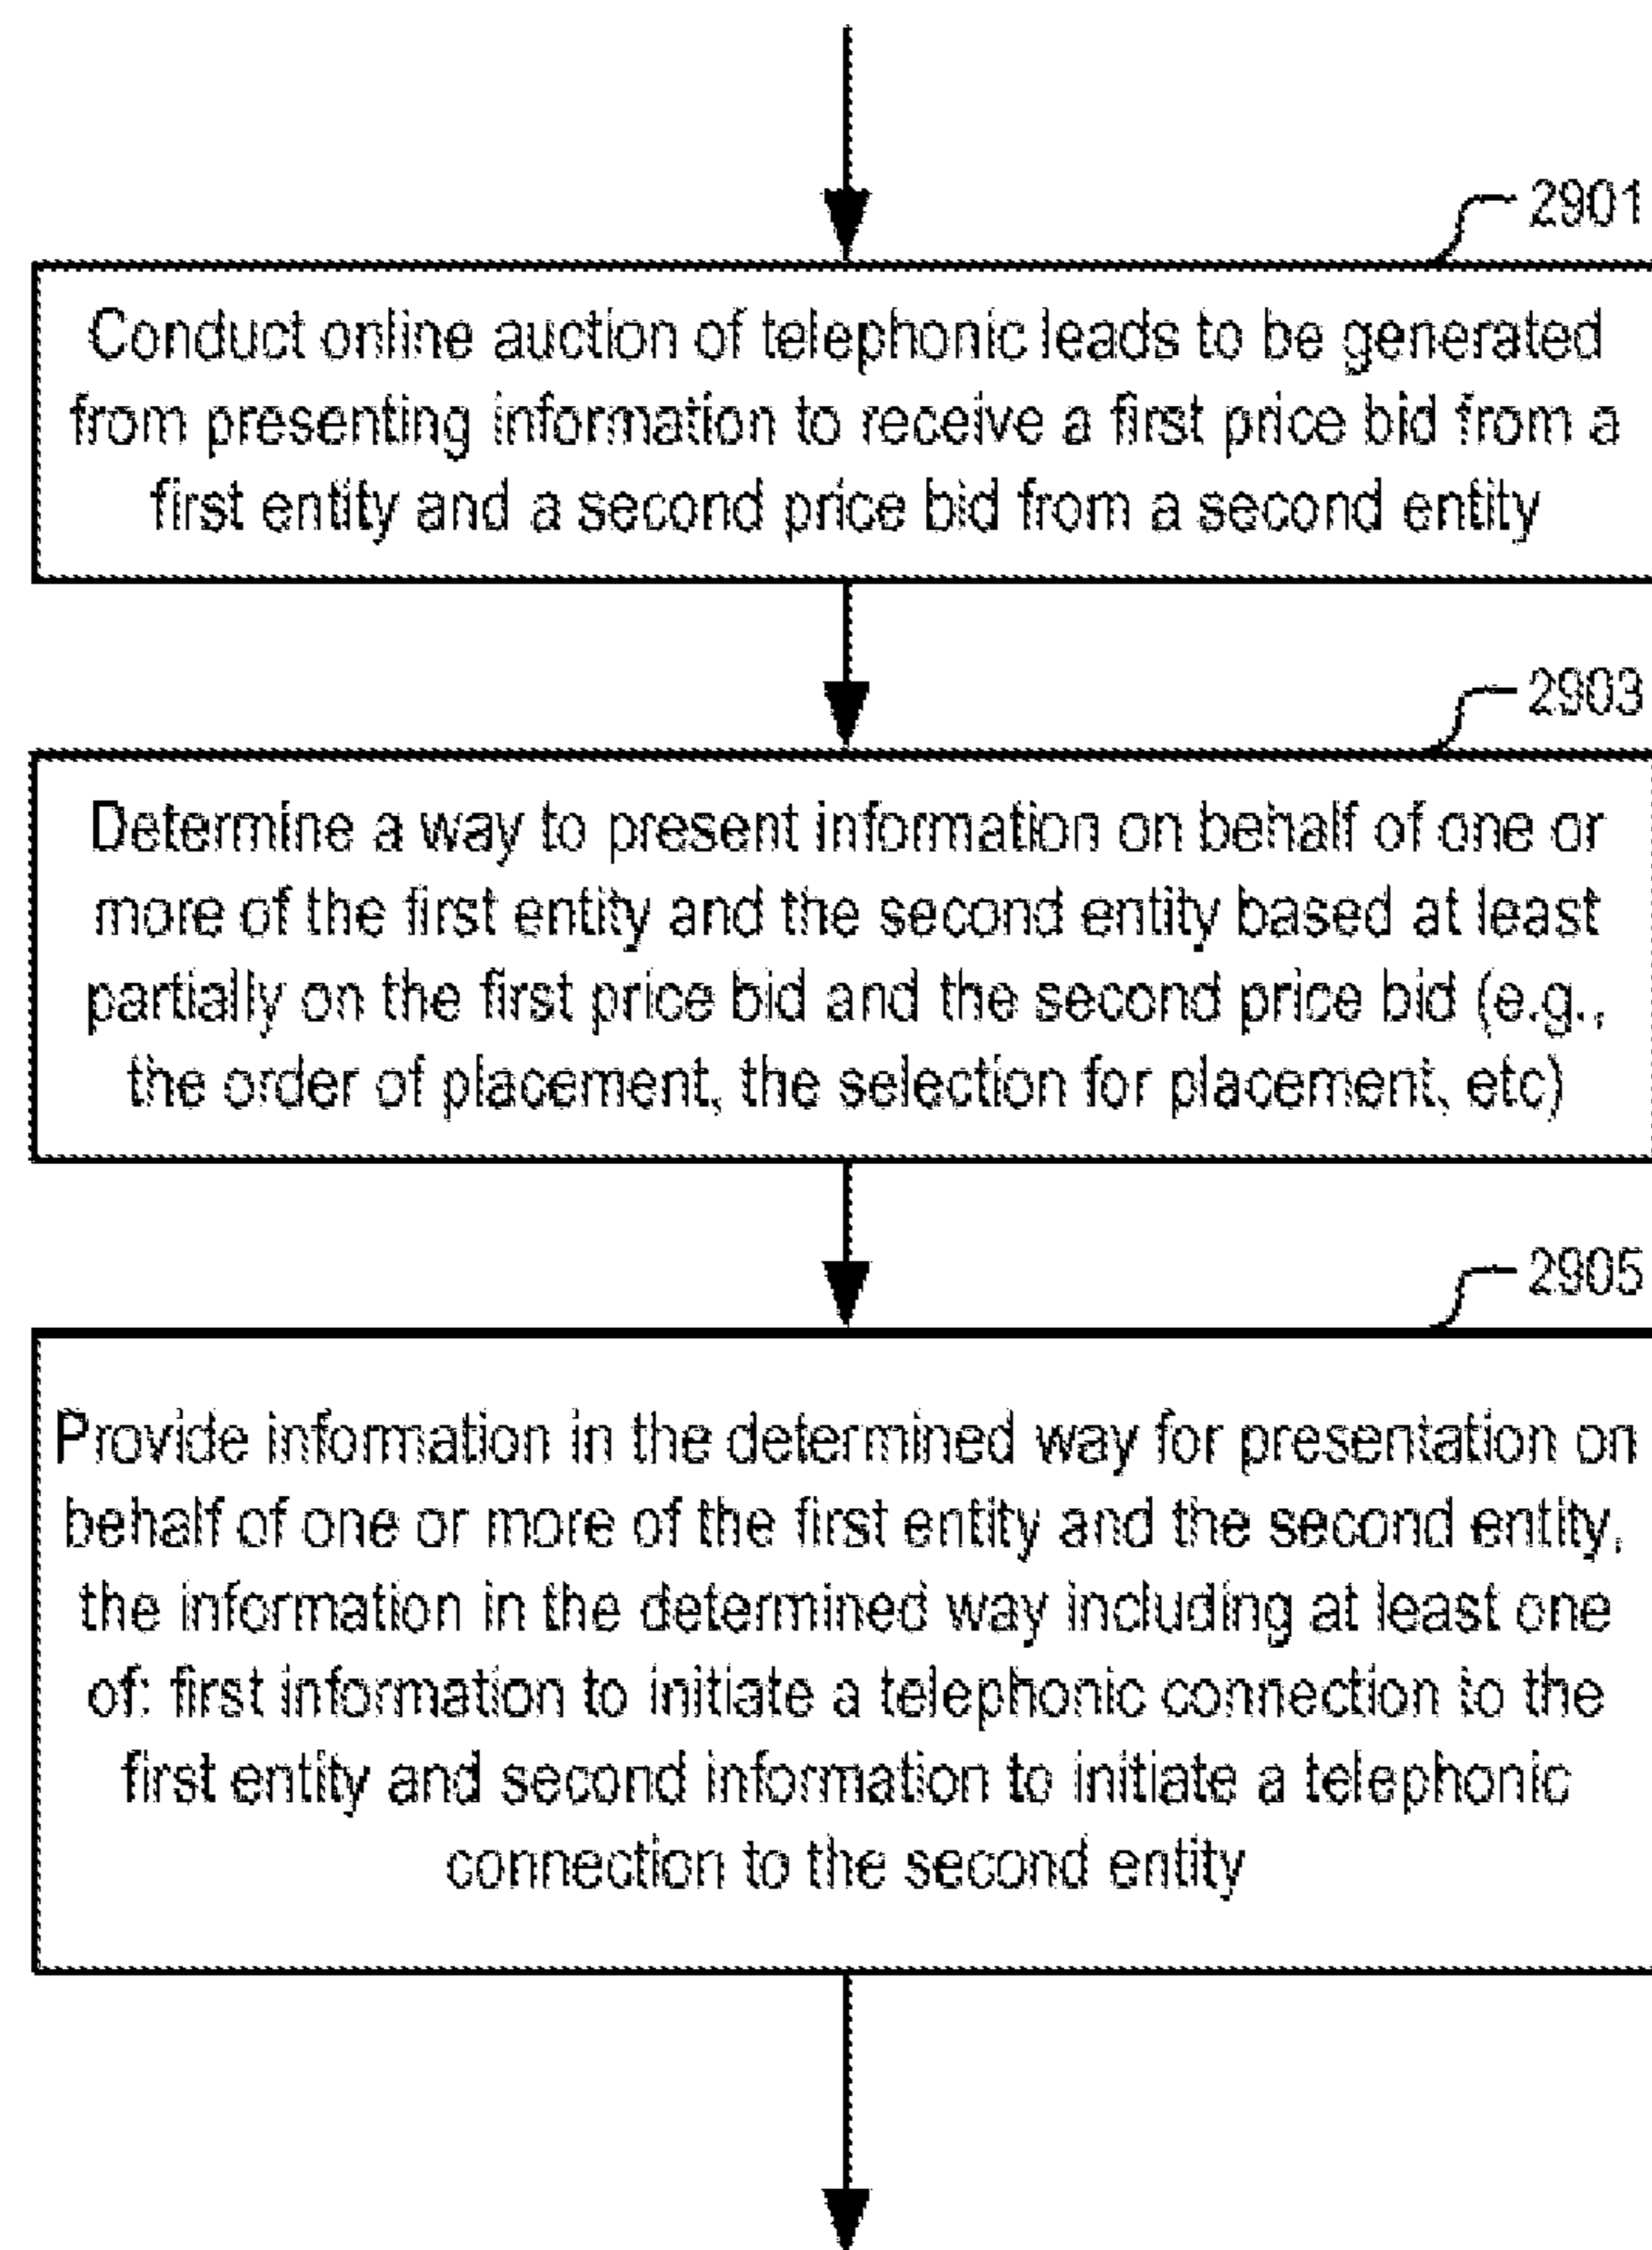 2901
Conduct online auction of telephonic leads to be generated
from presenting information to receive a first price bid from a
first entity and a second price bid from a second entity
2903
Determine a way to present information on behalf of one or
more of the first entity and the second entity based at least
partially on the first price bid and the second price bid (e.g.,
the order of placement, the selection for placement, etc)
2905
Provide information in the determined way for presentation on
behalf of one or more of the first entity and the second entity,
the information in the determined way including at least one
of: first information to initiate a telephonic connection to the
first entity and second information to initiate a telephonic
connection to the second entity